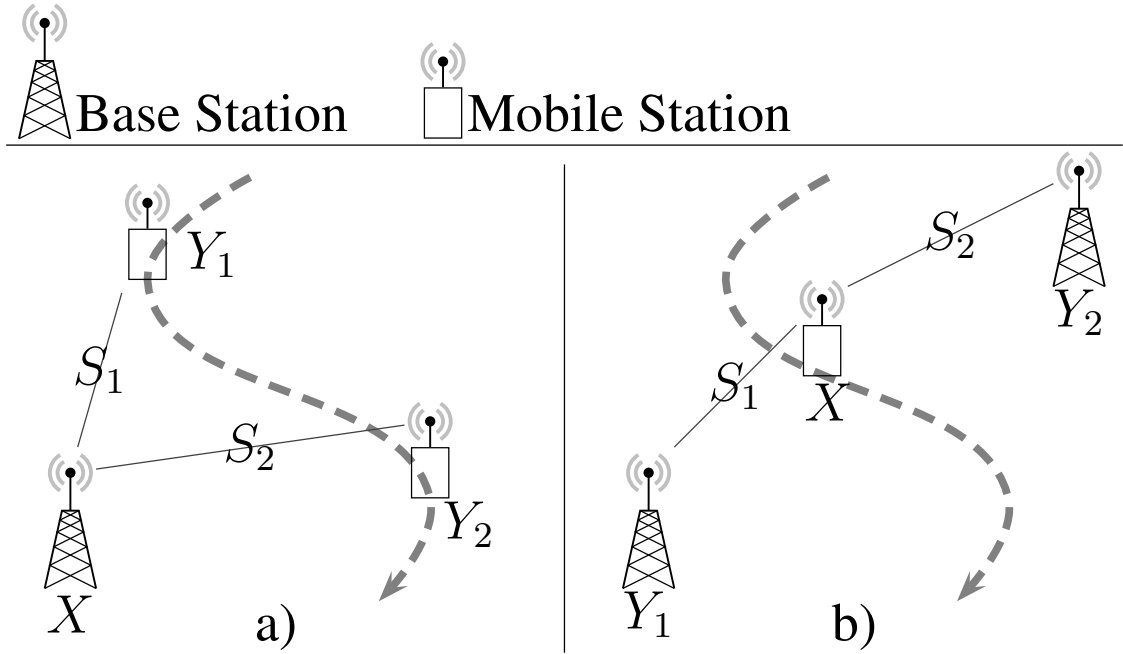 Base Station
Mobile Station
Y₁
S₁
S₂
Y₂
X
a)
S₂
Y₂
S₁
X
Y₁
b)